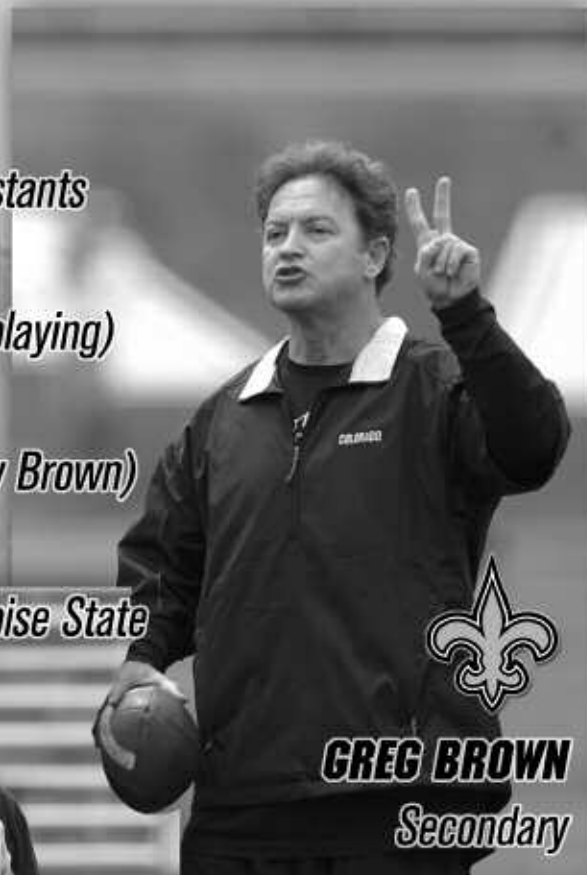 stants
laying)
Brown)
ise State
COLORADO
GREG BROWN
Secondary